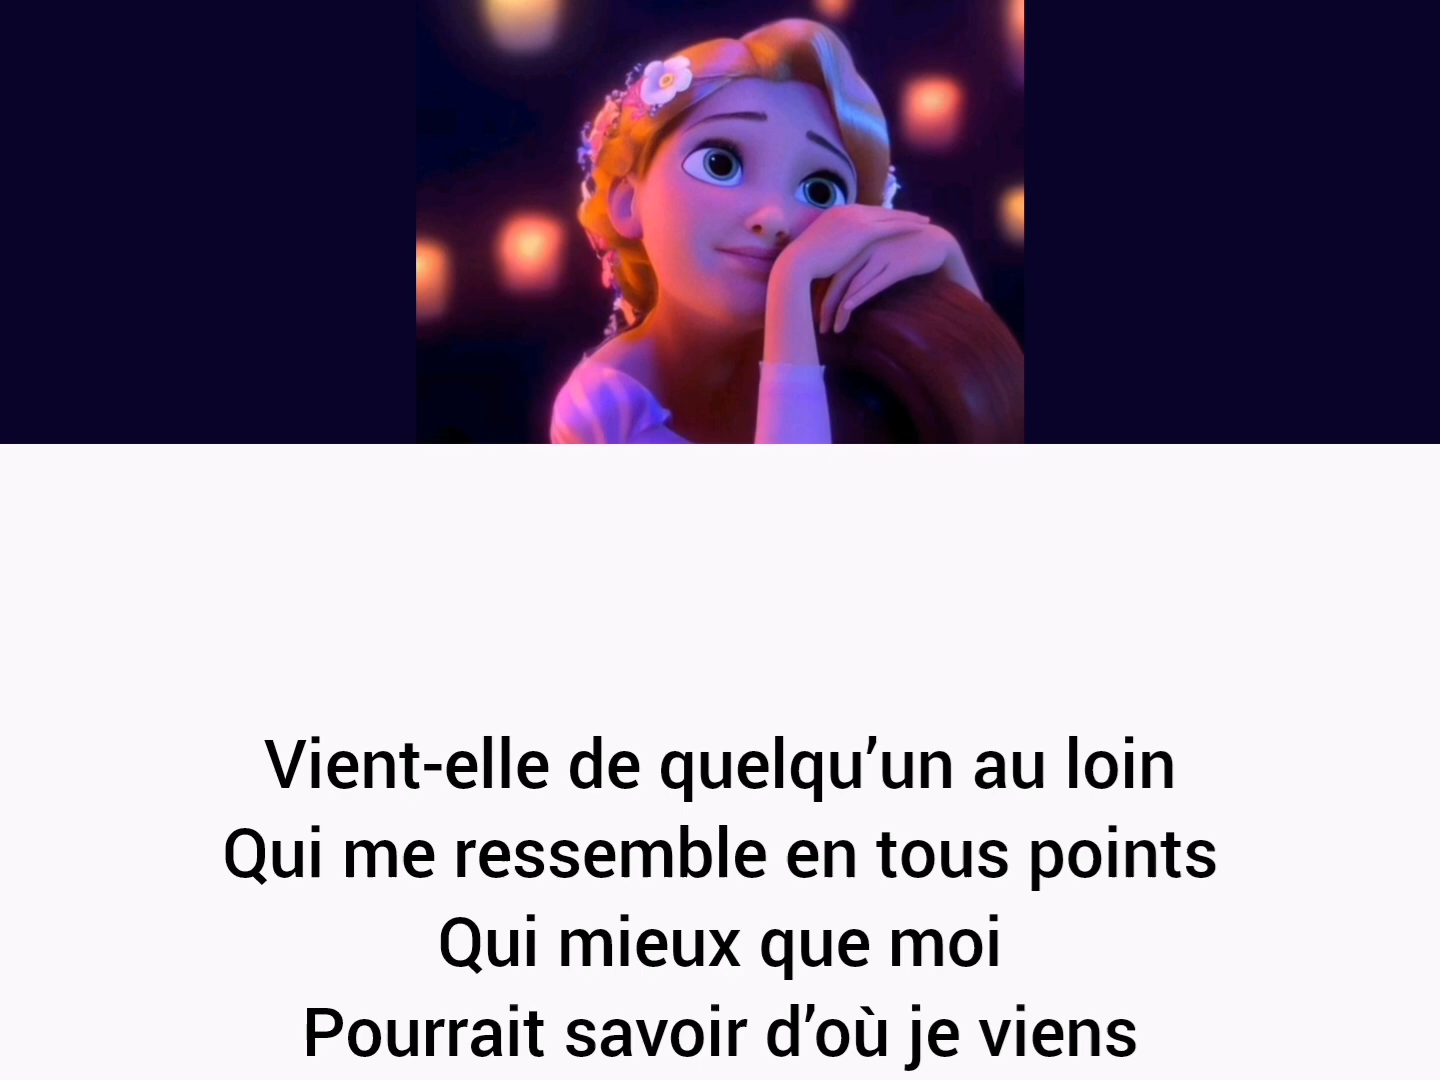 Vient-elle de quelqu’un au loin
Qui me ressemble en tous points
Qui mieux que moi
Pourrait savoir d’où je viens